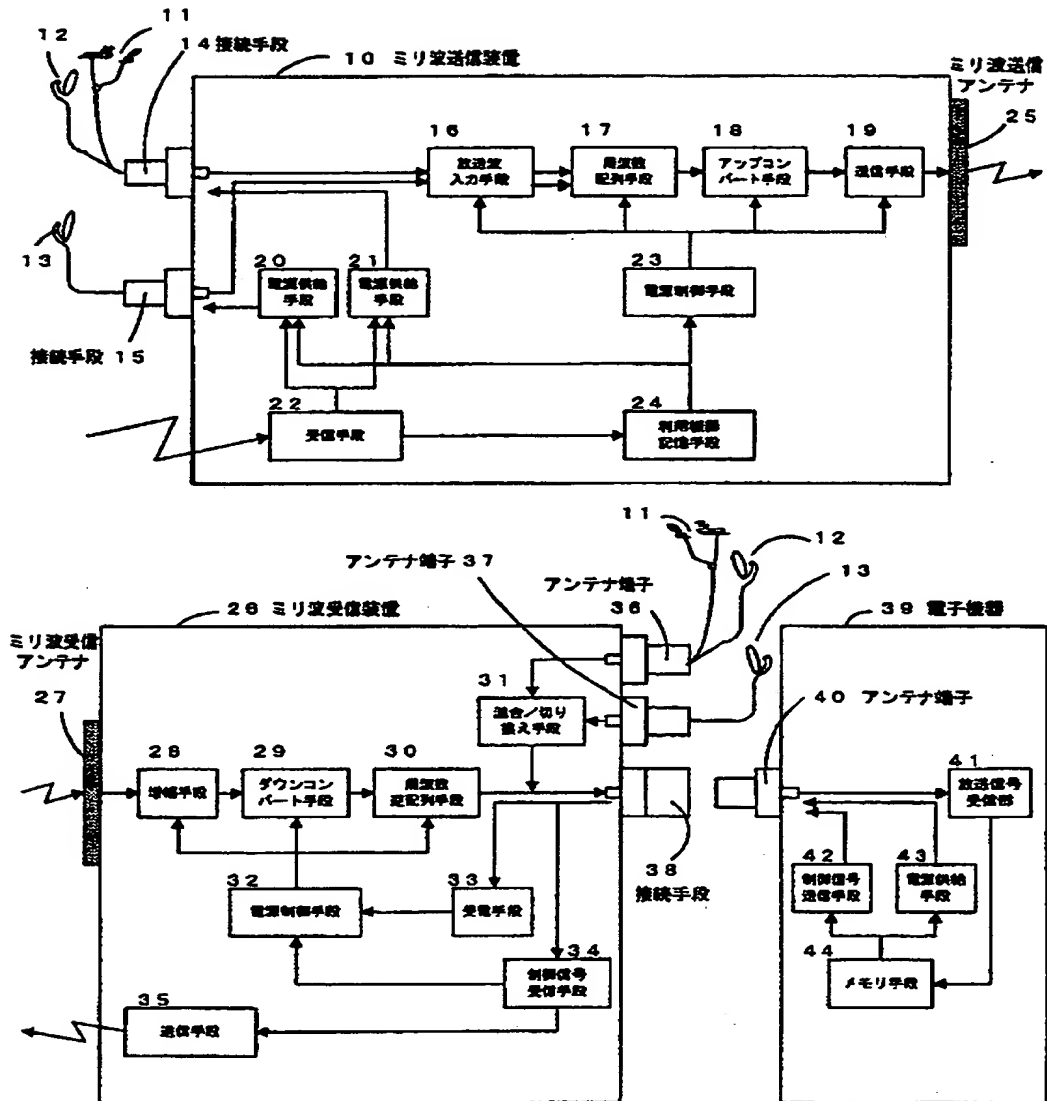 12
11
14接続手段
10 ミリ波送信装置
ミリ波送信
アンテナ
25
16
放送波
入力手段
17
周波数
配列手段
18
アップコン
バート手段
19
送信手段
13
20
電源供給
手段
21
電源供給
手段
23
電源制御手段
接続手段 15
22
受信手段
24
利用機器
記信手段
11
12
13
アンテナ端子 37
アンテナ端子
36
26 ミリ波受信装置
39 電子機器
ミリ波受信
アンテナ
27
31
混合/切り
換え手段
40 アンテナ端子
28
増幅手段
29
ダウンコン
バート手段
30
周波数
逆配列手段
41
放送信号
受信部
38
接続手段
32
電源制御手段
33
受電手段
42
制御信号
送信手段
43
電源供給
手段
34
制御信号
受信手段
44
メモリ手段
35
送信手段